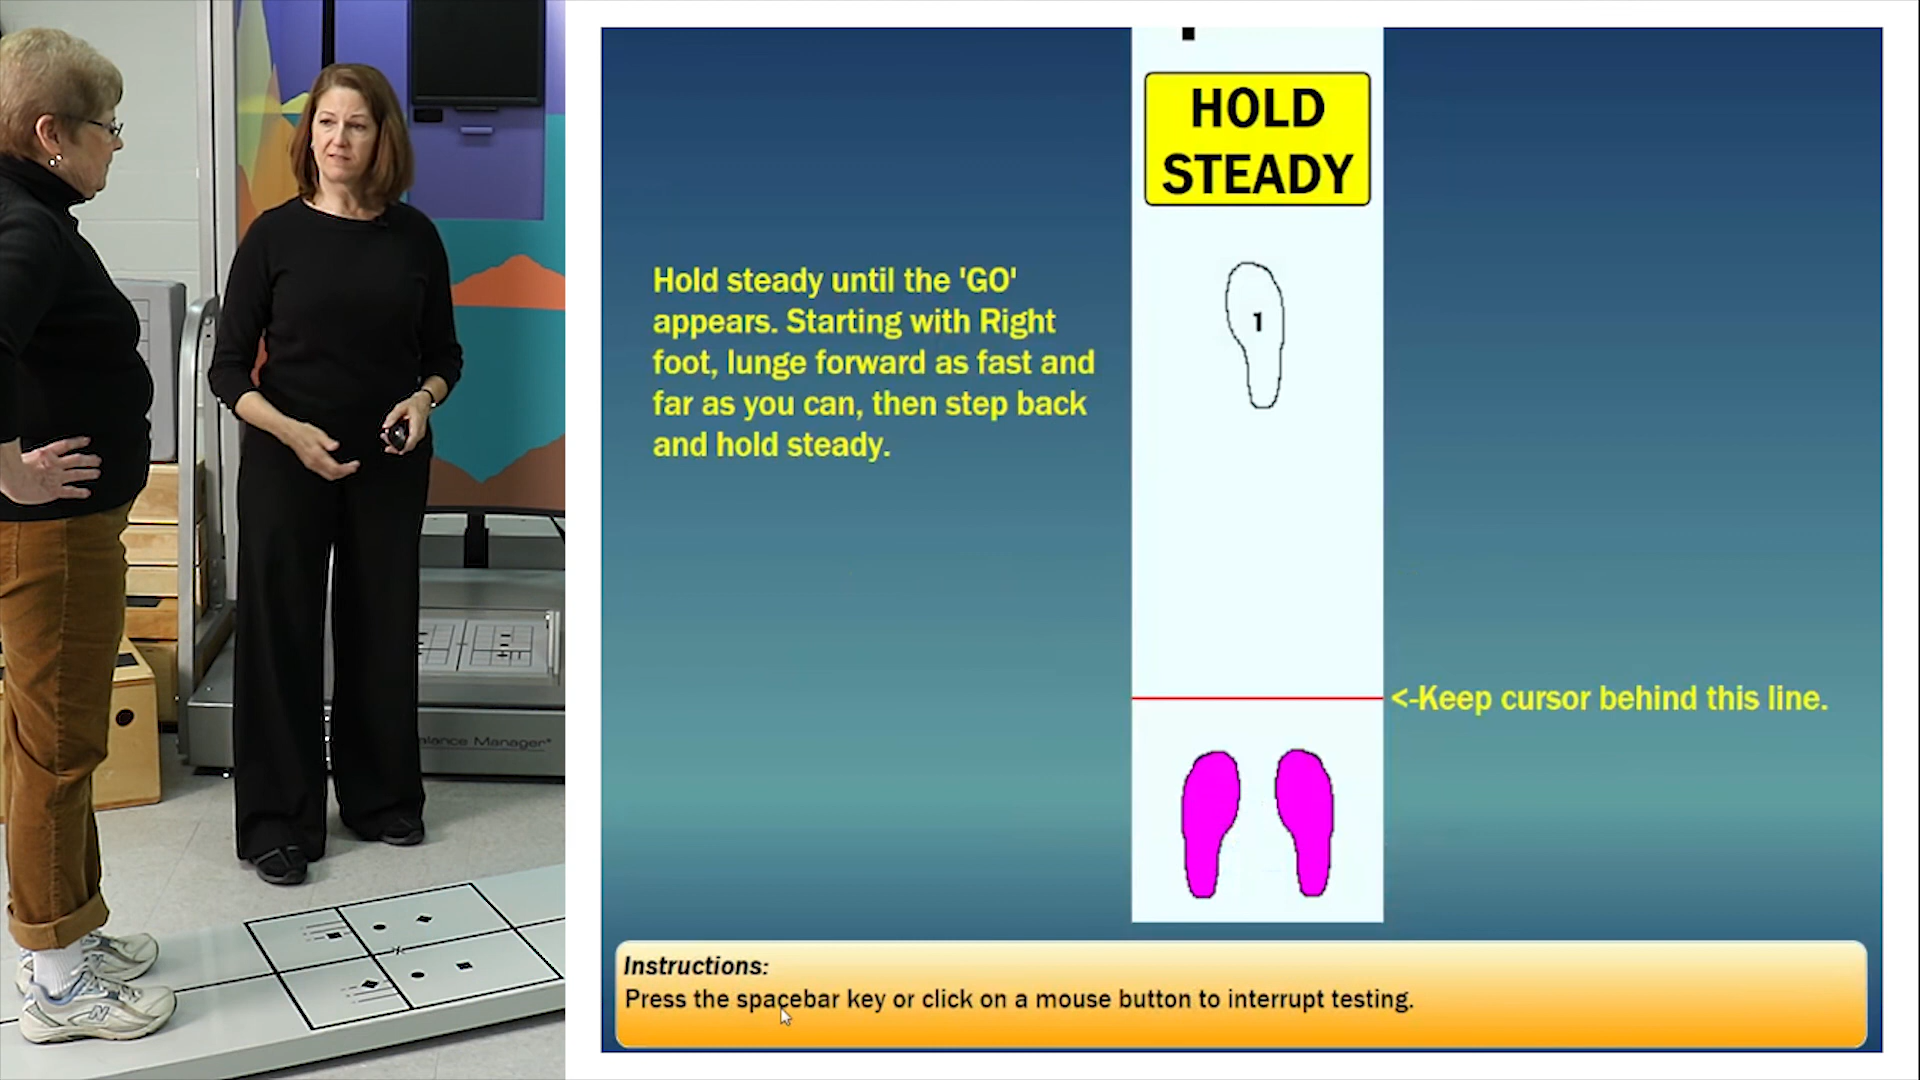 HOLD
STEADY
1
Hold steady until the 'GO'
appears. Starting with Right
foot, lunge forward as fast and
far as you can, then step back
and hold steady.
<-Keep cursor behind this line.
Instructions:
Press the spacebar key or click on a mouse button to interrupt testing.
Balance Manager®
N